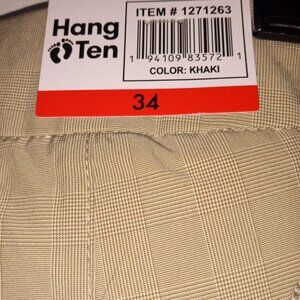 Hang
Ten
ITEM # 1271263
1 94109 83572 1
COLOR: KHAKI
34